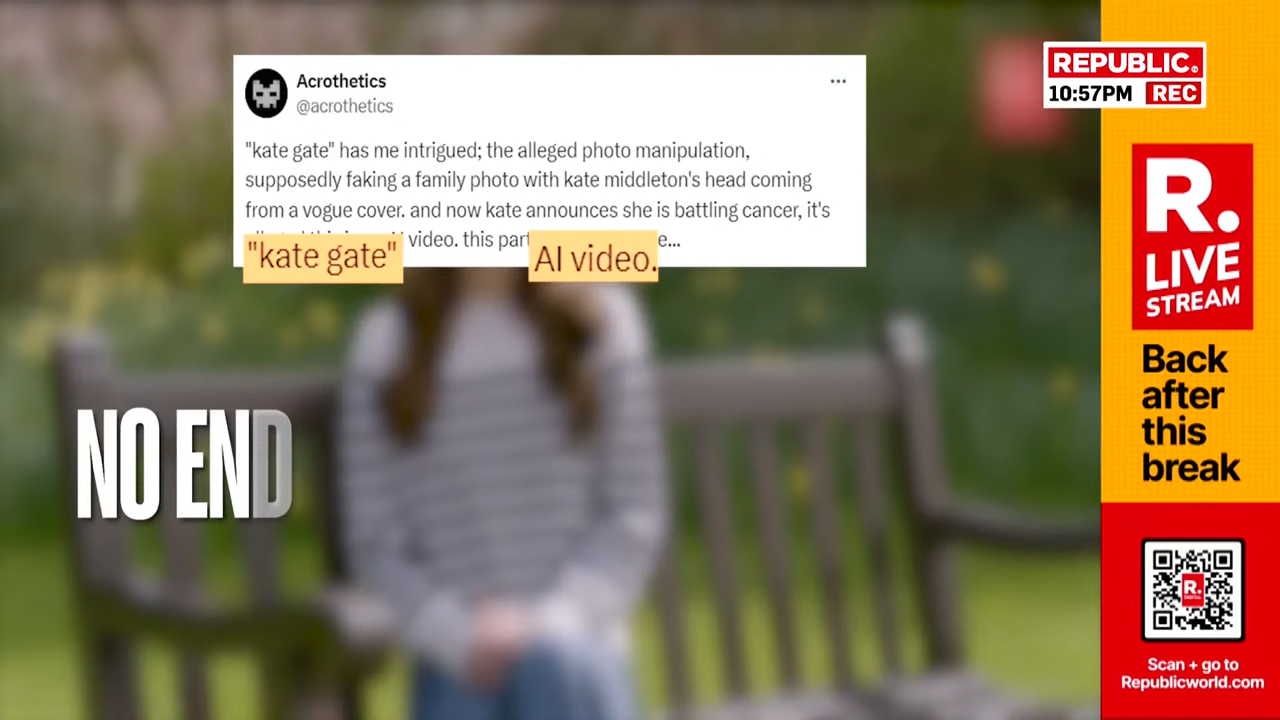 Acrothetics
@acrothetics
"kate gate" has me intrigued; the alleged photo manipulation,
supposedly faking a family photo with kate middleton's head coming
from a vogue cover. and now kate announces she is battling cancer, it's
video. this part
"kate gate"
AI video.
NO END
REPUBLIC.
10:57PM REC
R.
LIVE
STREAM
Back
after
this
break
R.
DIGITAL
Scan + go to
Republicworld.com